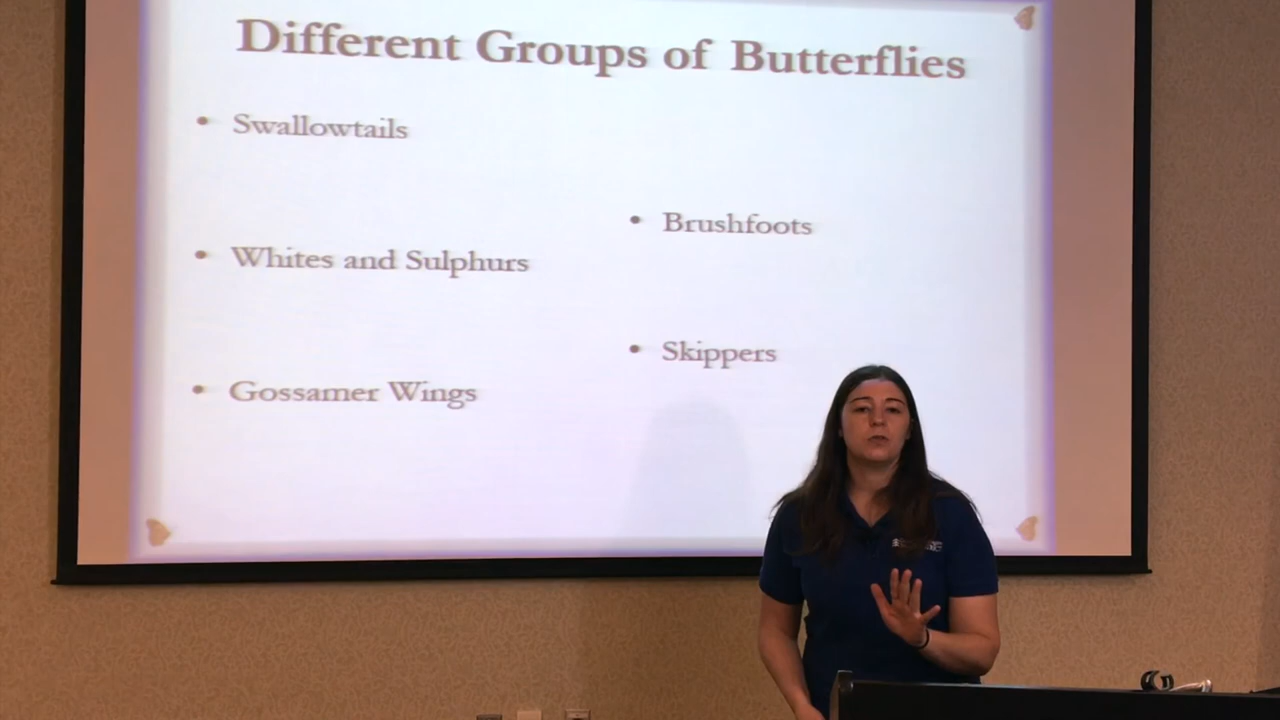 Different Groups of Butterflies
• Swallowtails
• Whites and Sulphurs
• Gossamer Wings
• Brushfoots
• Skippers